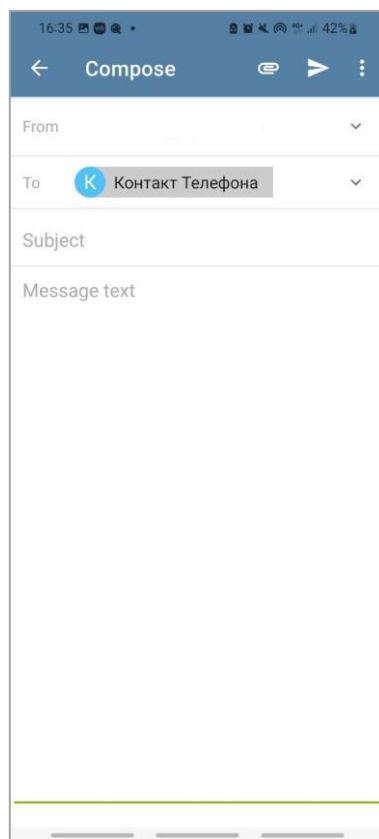 16:35 42%
Compose
From
To K Контакт Телефона
Subject
Message text